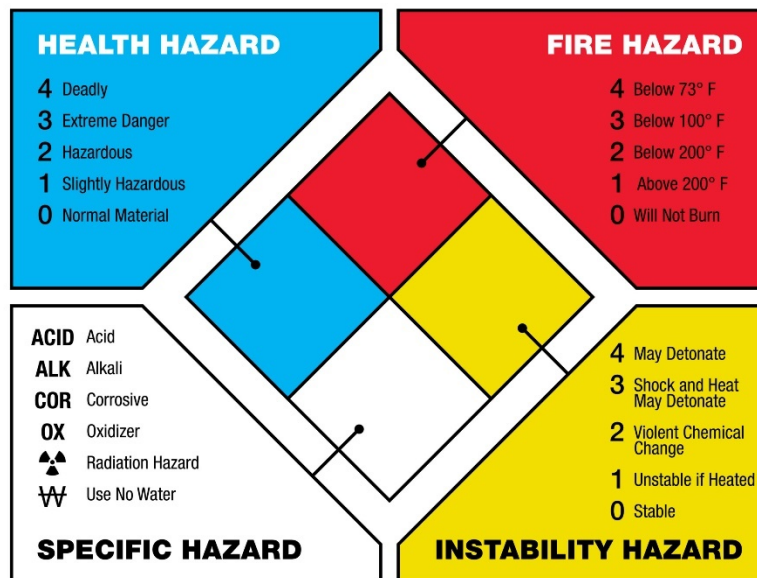 HEALTH HAZARD
4 Deadly
3 Extreme Danger
2 Hazardous
1 Slightly Hazardous
0 Normal Material
FIRE HAZARD
4 Below 73° F
3 Below 100° F
2 Below 200° F
1 Above 200° F
0 Will Not Burn
ACID Acid
ALK Alkali
COR Corrosive
OX Oxidizer
Radiation Hazard
W Use No Water
SPECIFIC HAZARD
4 May Detonate
3 Shock and Heat
May Detonate
2 Violent Chemical
Change
1 Unstable if Heated
0 Stable
INSTABILITY HAZARD